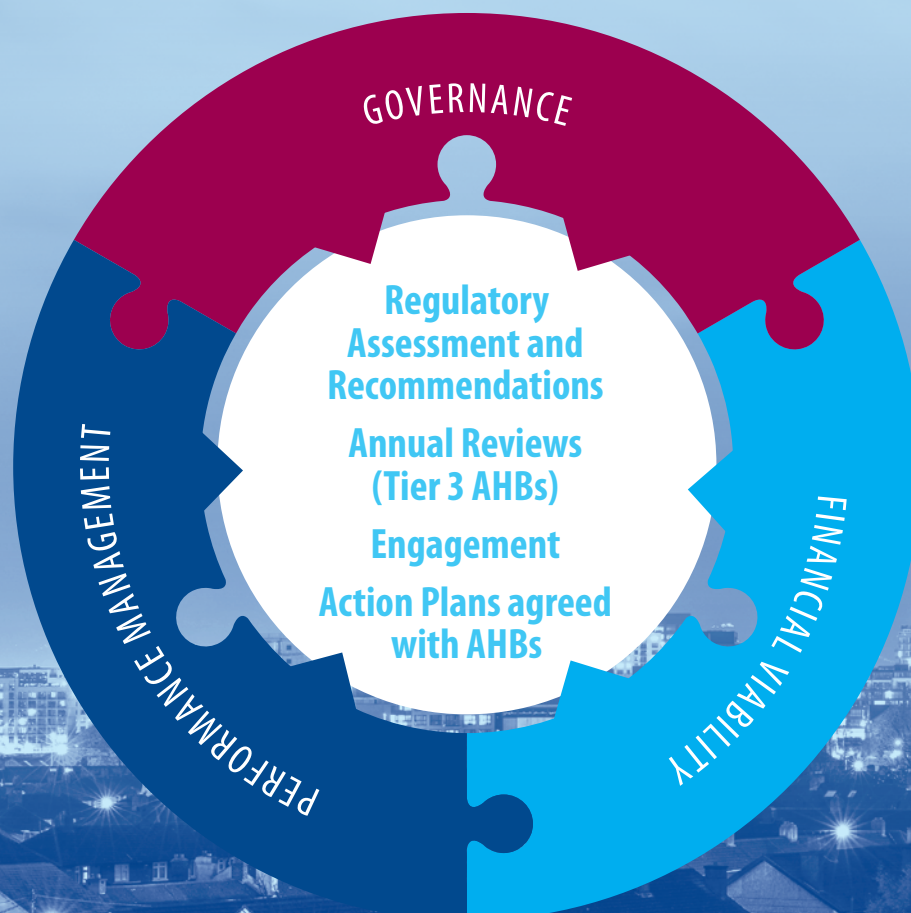 GOVERNANCE
Regulatory
Assessment and
Recommendations
Annual Reviews
(Tier 3 AHBs)
Engagement
Action Plans agreed
with AHBs
PERFORMANCE MANAGEMENT
FINANCIAL VIABILITY